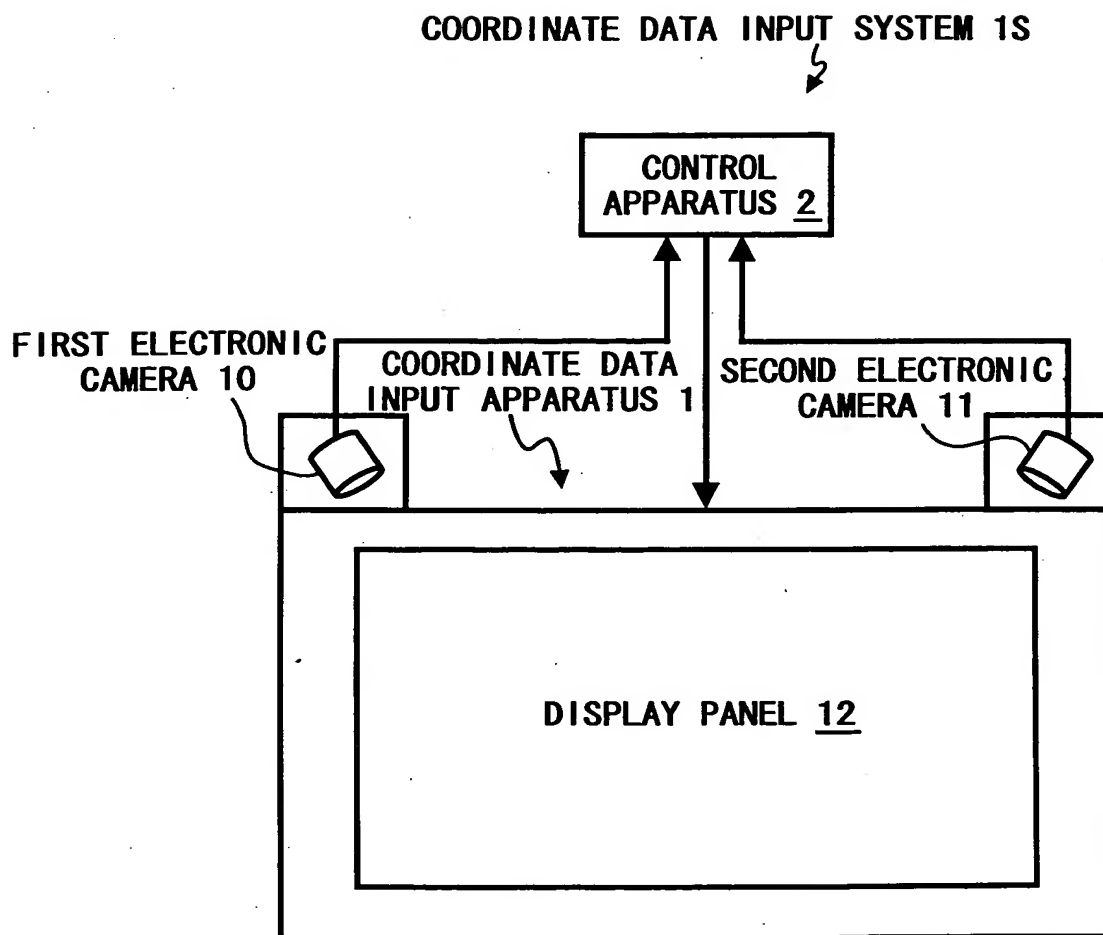 COORDINATE DATA INPUT SYSTEM 1S
CONTROL
APPARATUS 2
FIRST ELECTRONIC
CAMERA 10
COORDINATE DATA
INPUT APPARATUS 1
SECOND ELECTRONIC
CAMERA 11
DISPLAY PANEL 12